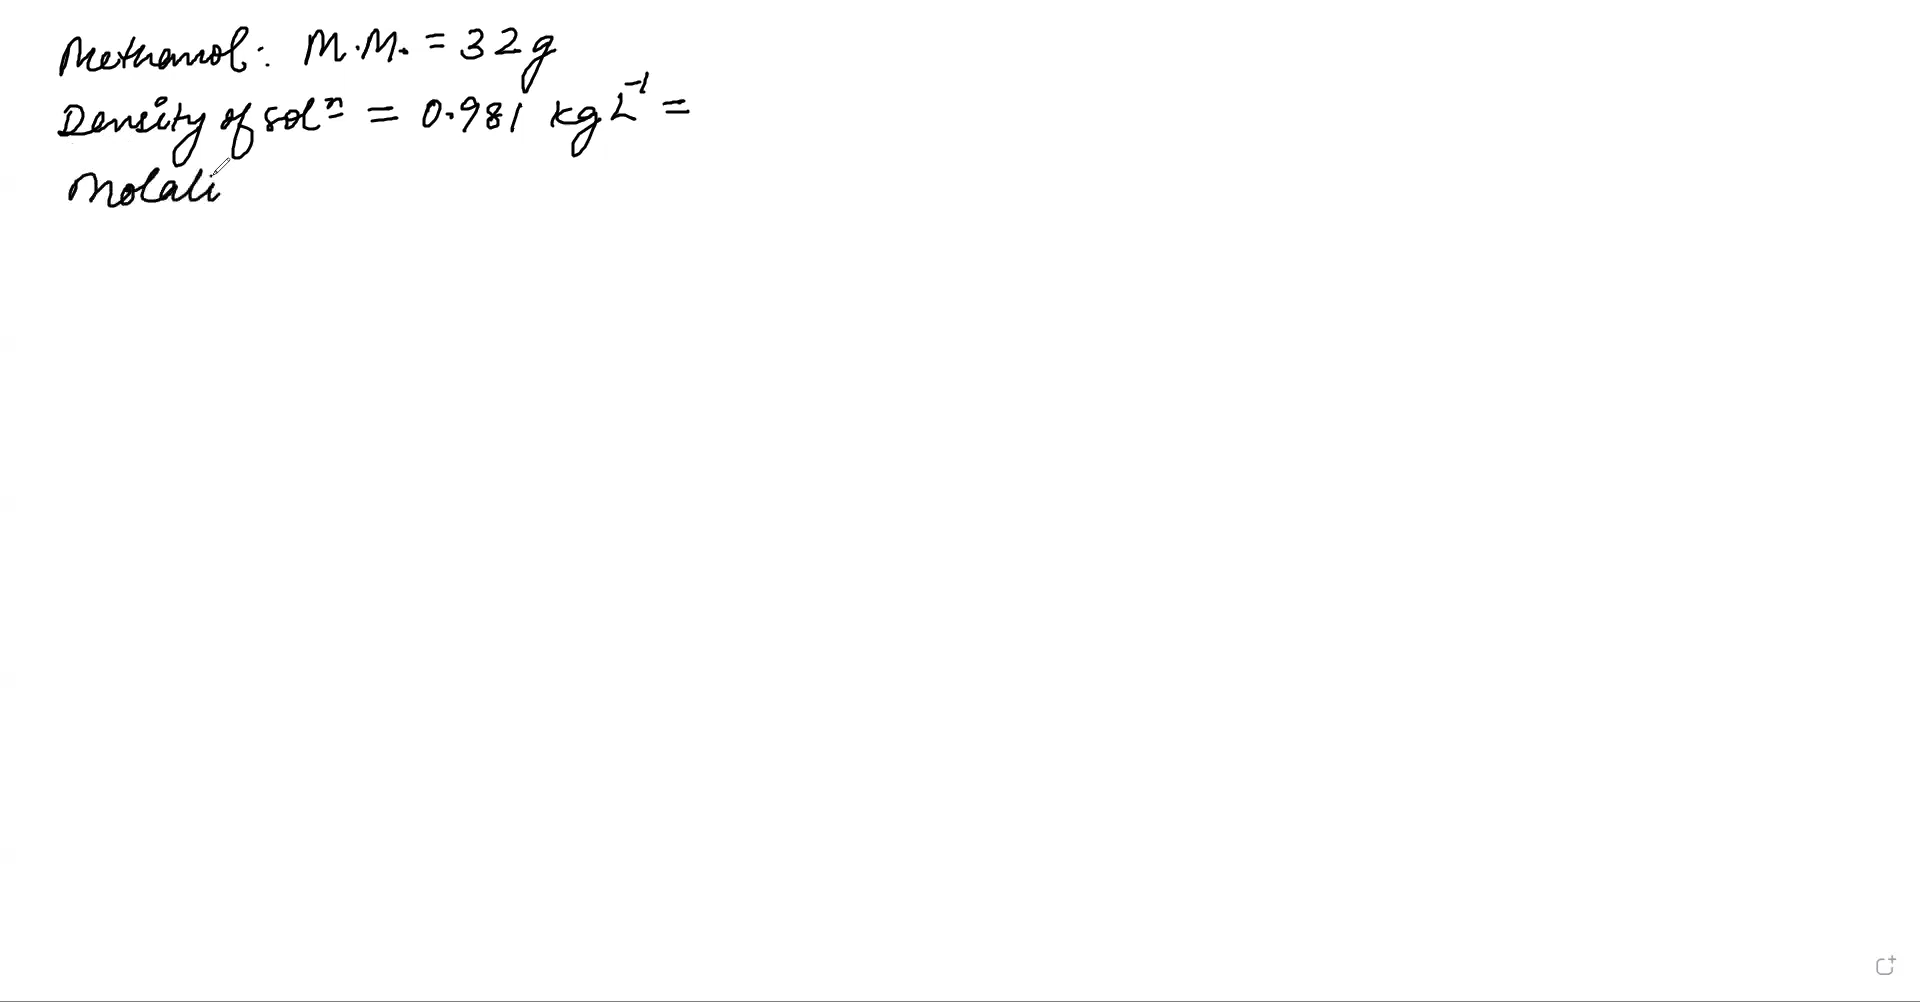 Methanol: M.M. = 32g
Density of solⁿ = 0.981 kg L⁻¹ =
Molali